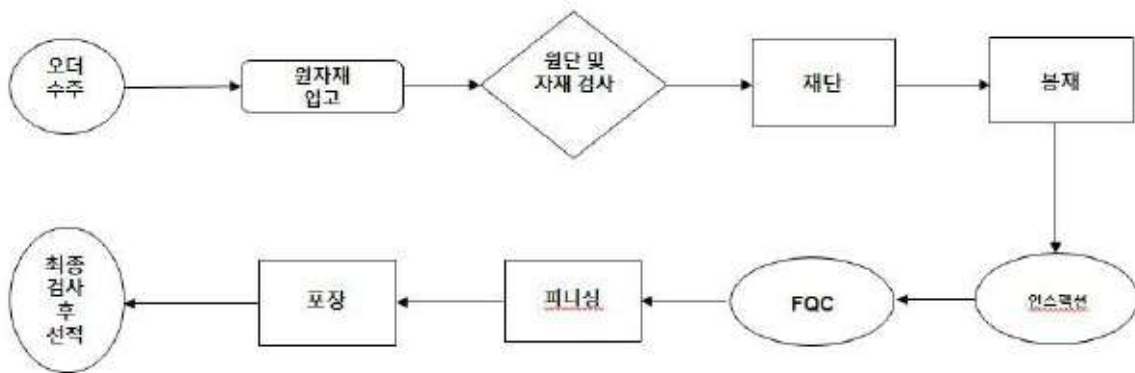 오더
수주
원자재
입고
원단 및
자재 검사
재단
봉재
인스팩션
FQC
피니싱
포장
최종
검사
후
선적